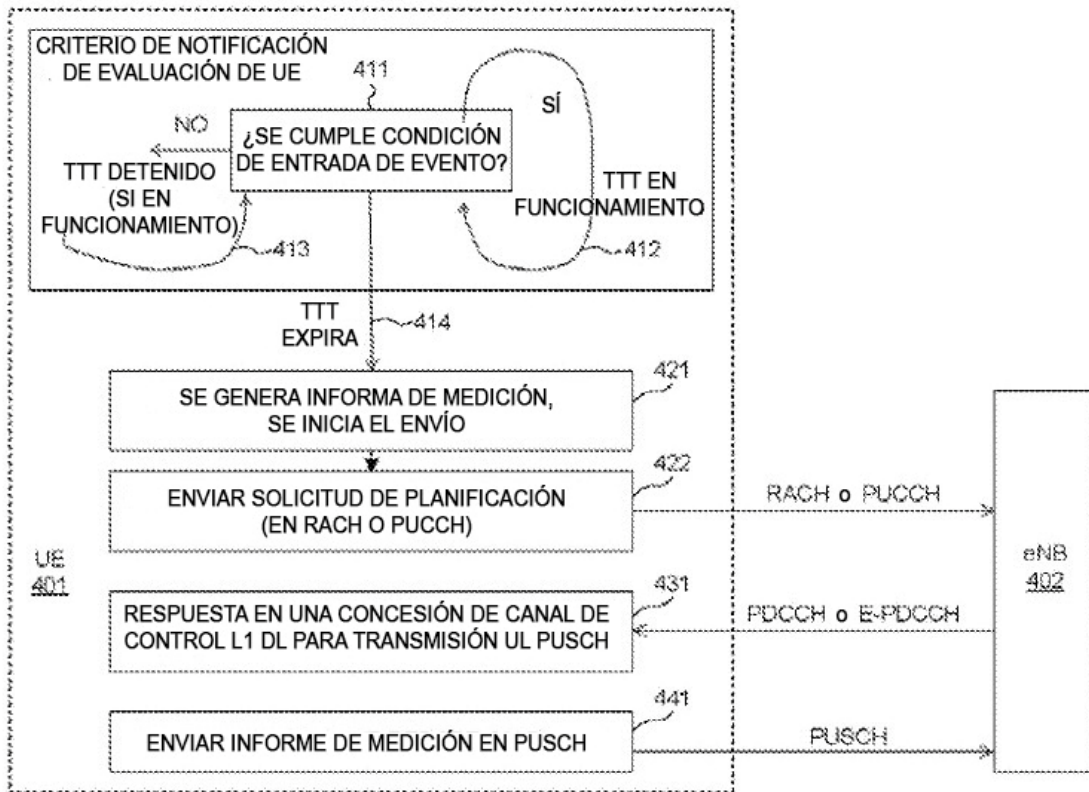 CRITERIO DE NOTIFICACIÓN
DE EVALUACIÓN DE UE
411
SÍ
NO
¿SE CUMPLE CONDICIÓN
DE ENTRADA DE EVENTO?
TTT DETENIDO
(SI EN
FUNCIONAMIENTO)
TTT EN
FUNCIONAMIENTO
413
412
TTT
EXPIRA
414
421
SE GENERA INFORMA DE MEDICIÓN,
SE INICIA EL ENVÍO
422
ENVIAR SOLICITUD DE PLANIFICACIÓN
(EN RACH O PUCCH)
RACH o PUCCH
UE
401
eNB
402
431
RESPUESTA EN UNA CONCESIÓN DE CANAL DE
CONTROL L1 DL PARA TRANSMISIÓN UL PUSCH
PDCCH o E-PDCCH
441
ENVIAR INFORME DE MEDICIÓN EN PUSCH
PUSCH